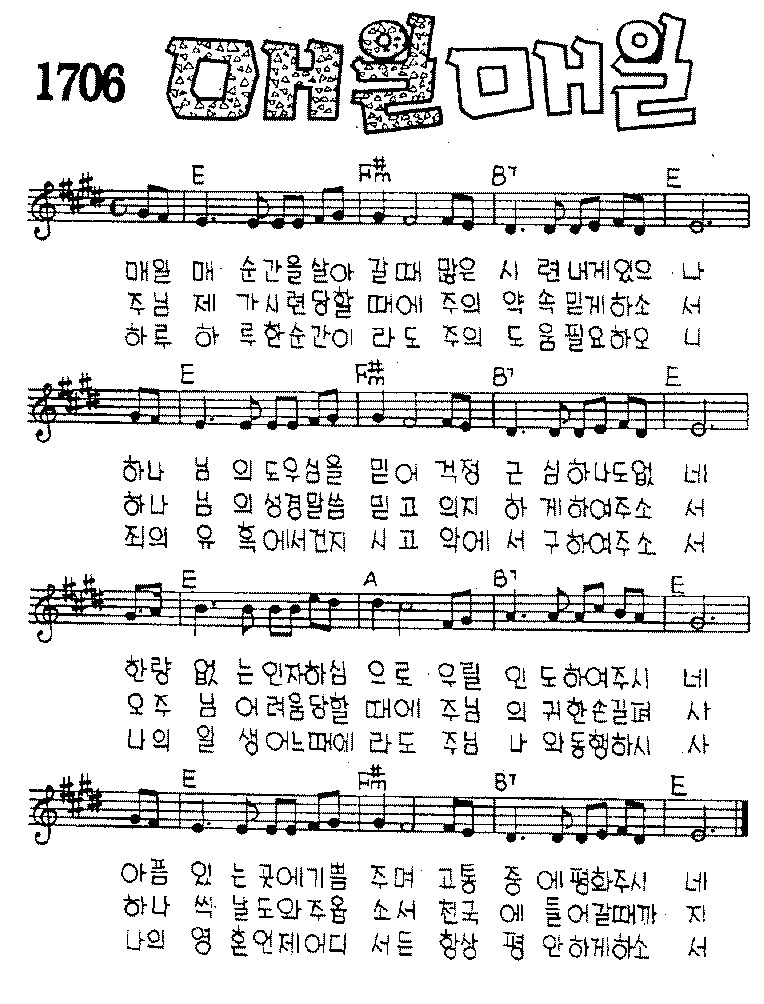 1706 매일매일
E F#m B7 E
매일 매 순간을 살아 갈 때 많은 시 련 내게 있으 나
주님 제 가 시련당할 때에 주의 약 속 믿게 하소 서
하루 하 루 한순간이 라도 주의 도 움 필요하오 니
E F#m B7 E
하나 님 의 도우심을 믿어 걱정 근 심 하나도 없 네
하나 님 의 성경말씀 믿고 의지 하 게 하여주소 서
죄의 유 혹 에서 건지 시고 악에 서 구 하여주소 서
E A B7 E
한량 없 는 인자하심 으로 우릴 인 도하여주시 네
오주 님 어려움당할 때에 주님 의 귀한손길펴 사
나의 일 생 어느때에 라도 주님 나 와동행하시 사
E F#m B7 E
아픔 있 는 곳에기쁨 주며 고통 중 에평화주시 네
하나 씩 날 도와주옵 소서 천국 에 들어갈때까 지
나의 영 혼 언제어디 서든 항상 평 안하게하소 서